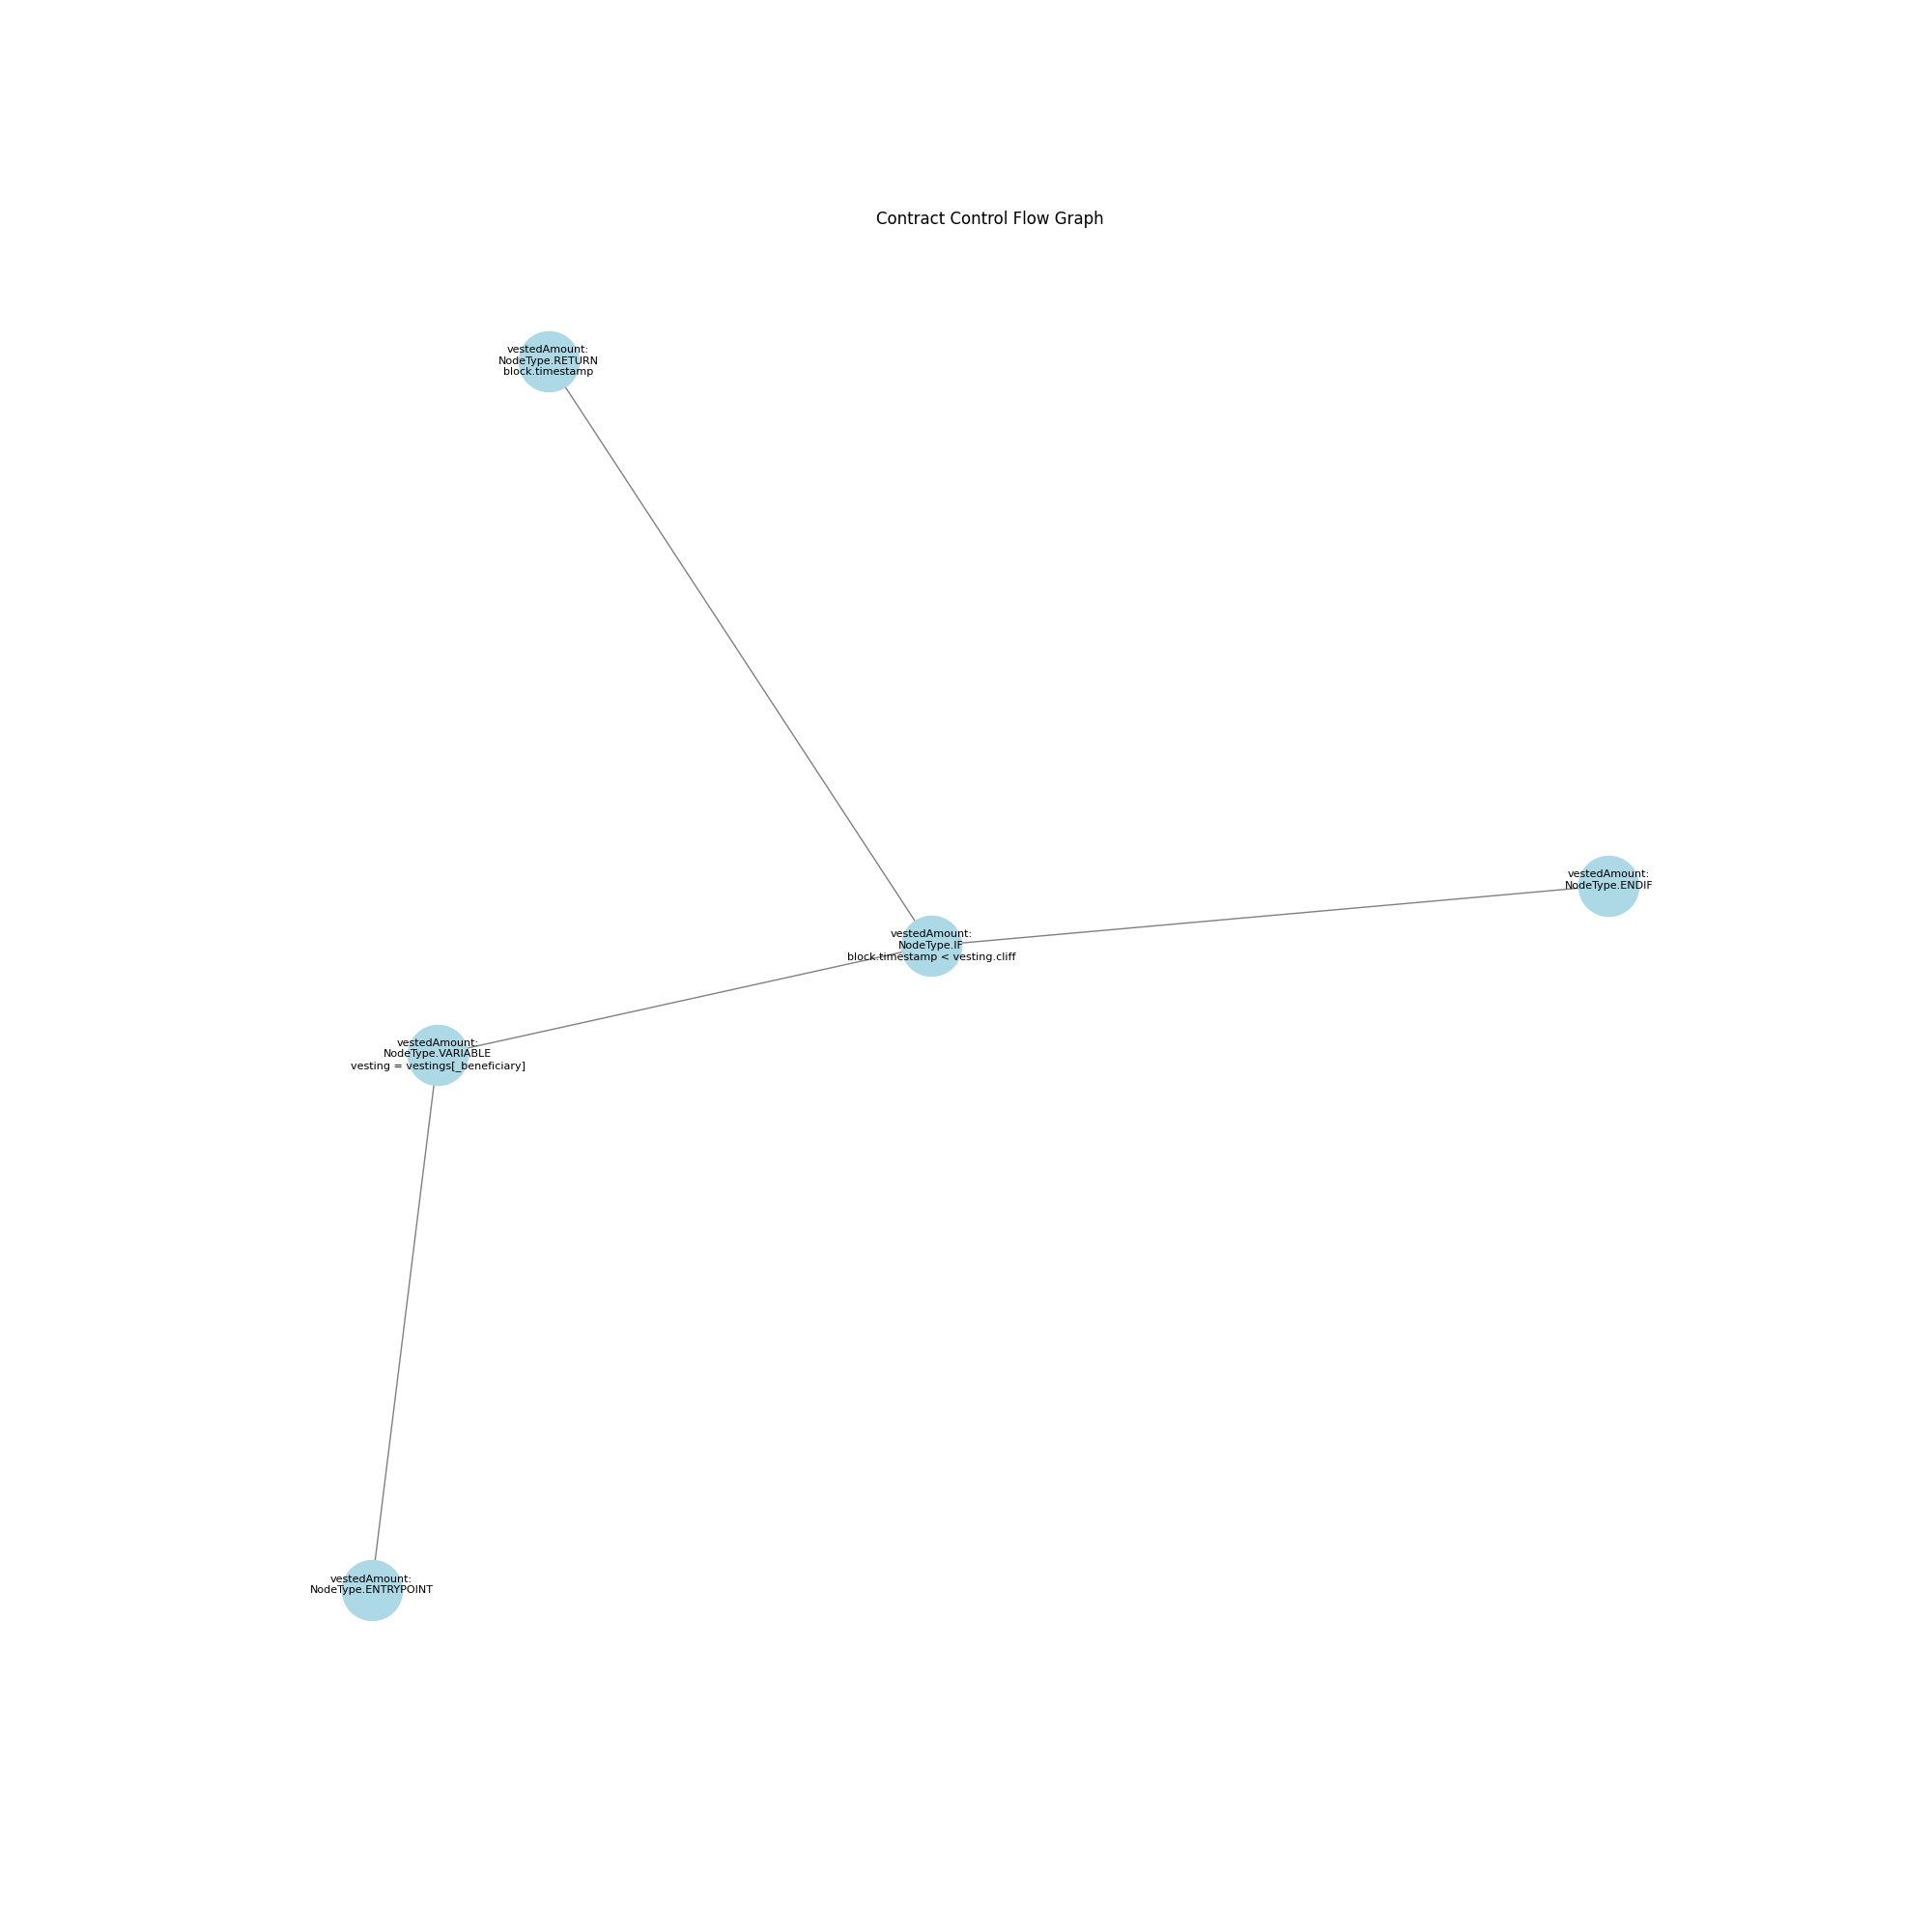 Contract Control Flow Graph
vestedAmount:
NodeType.RETURN
block.timestamp
vestedAmount:
NodeType.ENDIF
vestedAmount:
NodeType.IF
block.timestamp < vesting.cliff
vestedAmount:
NodeType.VARIABLE
vesting = vestings[_beneficiary]
vestedAmount:
NodeType.ENTRYPOINT